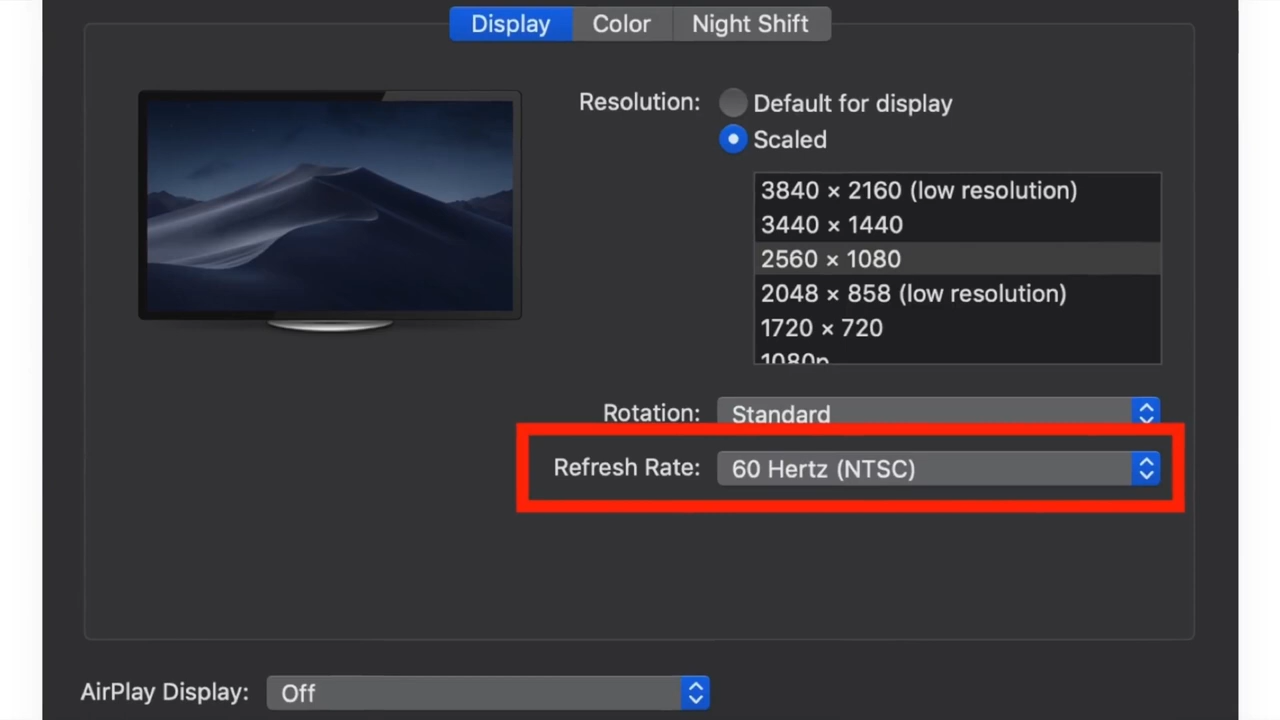 Display Color Night Shift
Resolution: Default for display
Scaled
3840 × 2160 (low resolution)
3440 × 1440
2560 × 1080
2048 × 858 (low resolution)
1720 × 720
1080p
Rotation: Standard
Refresh Rate: 60 Hertz (NTSC)
AirPlay Display: Off